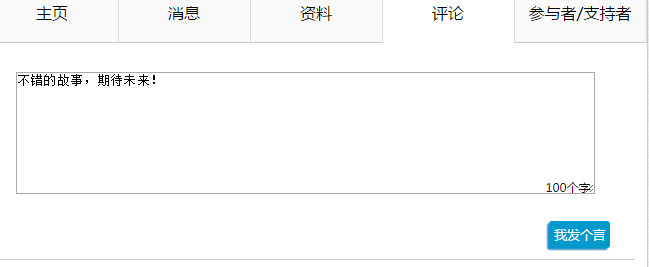 主页 消息 资料 评论 参与者/支持者
不错的故事，期待未来！
100个字
我发个言